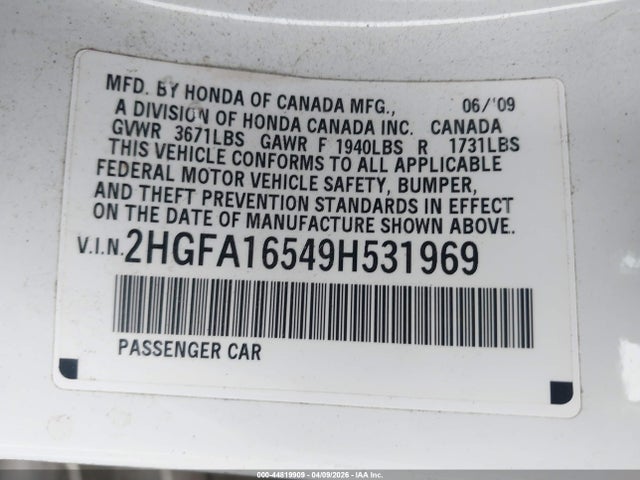 MFD. BY HONDA OF CANADA MFG., 06/'09
A DIVISION OF HONDA CANADA INC. CANADA
GVWR 3671LBS GAWR F 1940LBS R 1731LBS
THIS VEHICLE CONFORMS TO ALL APPLICABLE
FEDERAL MOTOR VEHICLE SAFETY, BUMPER,
AND THEFT PREVENTION STANDARDS IN EFFECT
ON THE DATE OF MANUFACTURE SHOWN ABOVE.
V.I.N. 2HGFA16549H531969
PASSENGER CAR
000-44819909 - 04/09/2026 - IAA Inc.